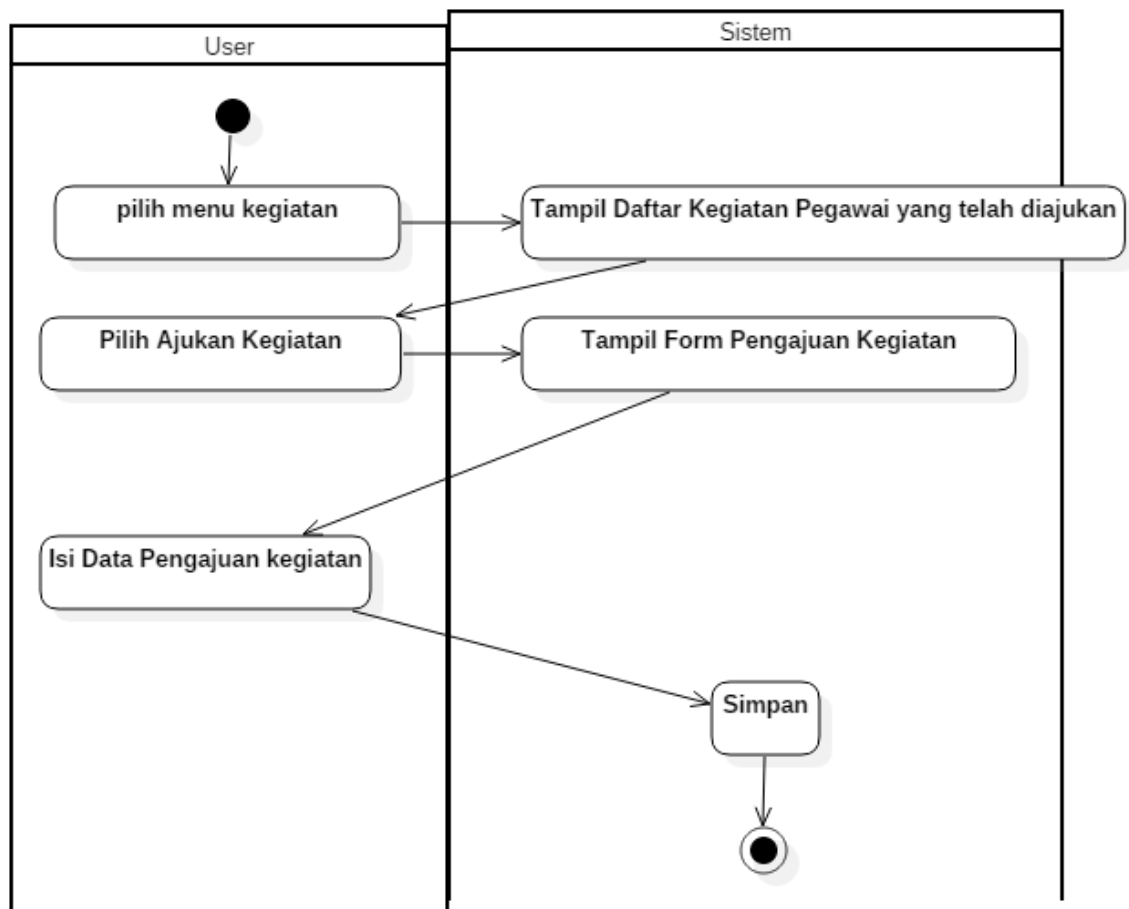 User
Sistem
pilih menu kegiatan
Tampil Daftar Kegiatan Pegawai yang telah diajukan
Pilih Ajukan Kegiatan
Tampil Form Pengajuan Kegiatan
Isi Data Pengajuan kegiatan
Simpan